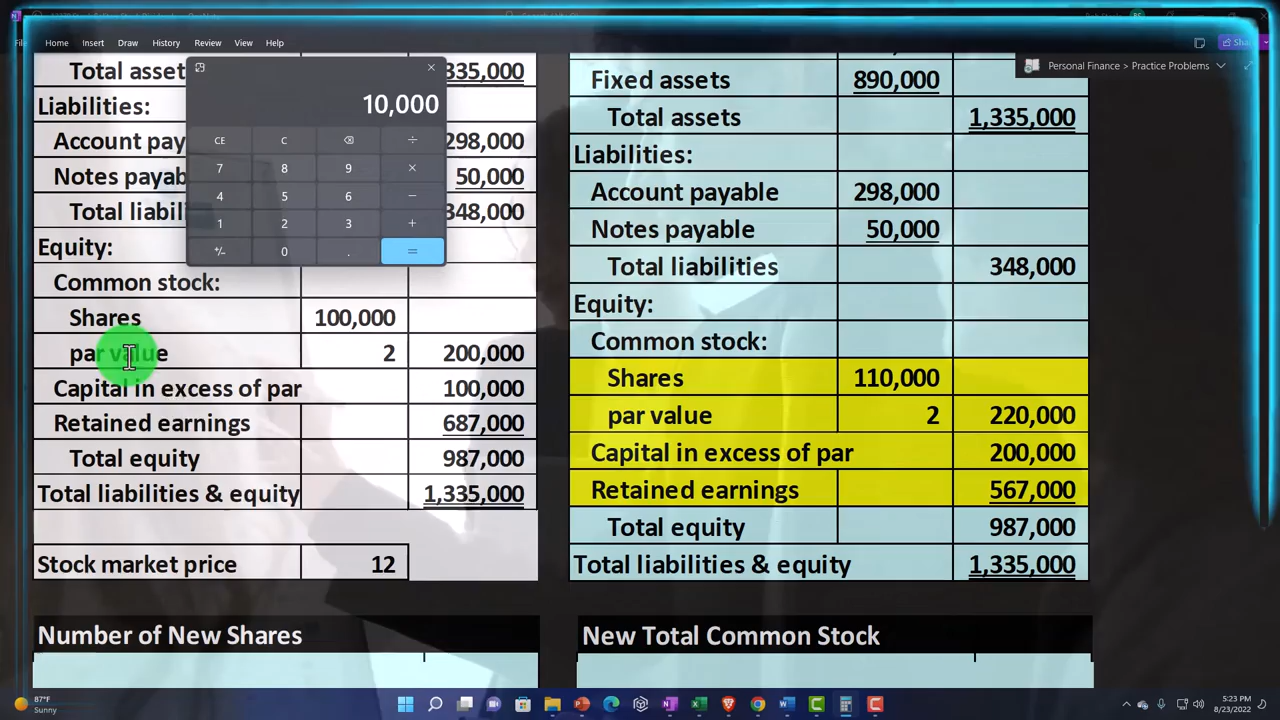 File Home Insert Draw History Review View Help
Personal Finance > Practice Problems
10,000
CE C ÷
7 8 9 ×
4 5 6 −
1 2 3 +
+/− 0 . =
335,000
Liabilities:
Account pay 298,000
Notes payab 50,000
Total liabili 348,000
Equity:
Common stock:
Shares 100,000
par value 2 200,000
Capital in excess of par 100,000
Retained earnings 687,000
Total equity 987,000
Total liabilities & equity 1,335,000
Stock market price 12
Number of New Shares
Fixed assets 890,000
Total assets 1,335,000
Liabilities:
Account payable 298,000
Notes payable 50,000
Total liabilities 348,000
Equity:
Common stock:
Shares 110,000
par value 2 220,000
Capital in excess of par 200,000
Retained earnings 567,000
Total equity 987,000
Total liabilities & equity 1,335,000
New Total Common Stock
87°F
Sunny
5:23 PM
8/23/2022